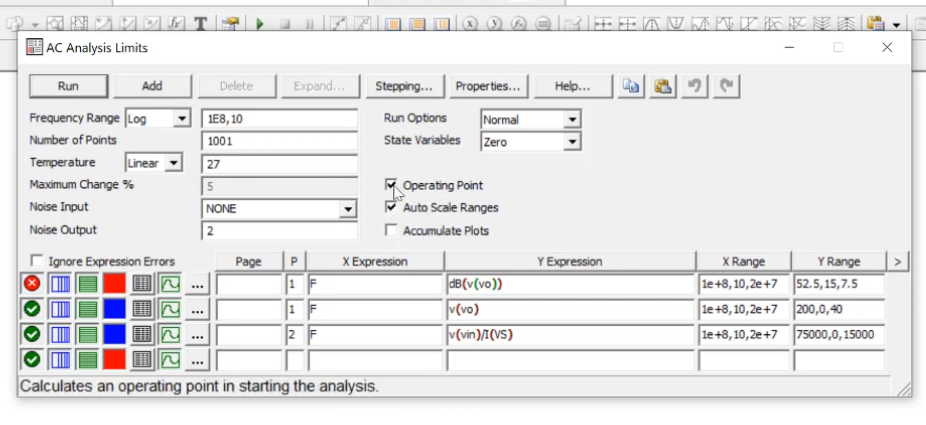 AC Analysis Limits
Run Add Delete Expand... Stepping... Properties... Help...
Frequency Range Log 1E8,10 Run Options Normal
Number of Points 1001 State Variables Zero
Temperature Linear 27
Maximum Change % 5 Operating Point
Noise Input NONE Auto Scale Ranges
Noise Output 2 Accumulate Plots
Ignore Expression Errors Page P X Expression Y Expression X Range Y Range >
... 1 F dB(v(vo)) 1e+8,10,2e+7 52.5,15,7.5
... 1 F v(vo) 1e+8,10,2e+7 200,0,40
... 2 F v(vin)/I(VS) 1e+8,10,2e+7 75000,0,15000
...
Calculates an operating point in starting the analysis.